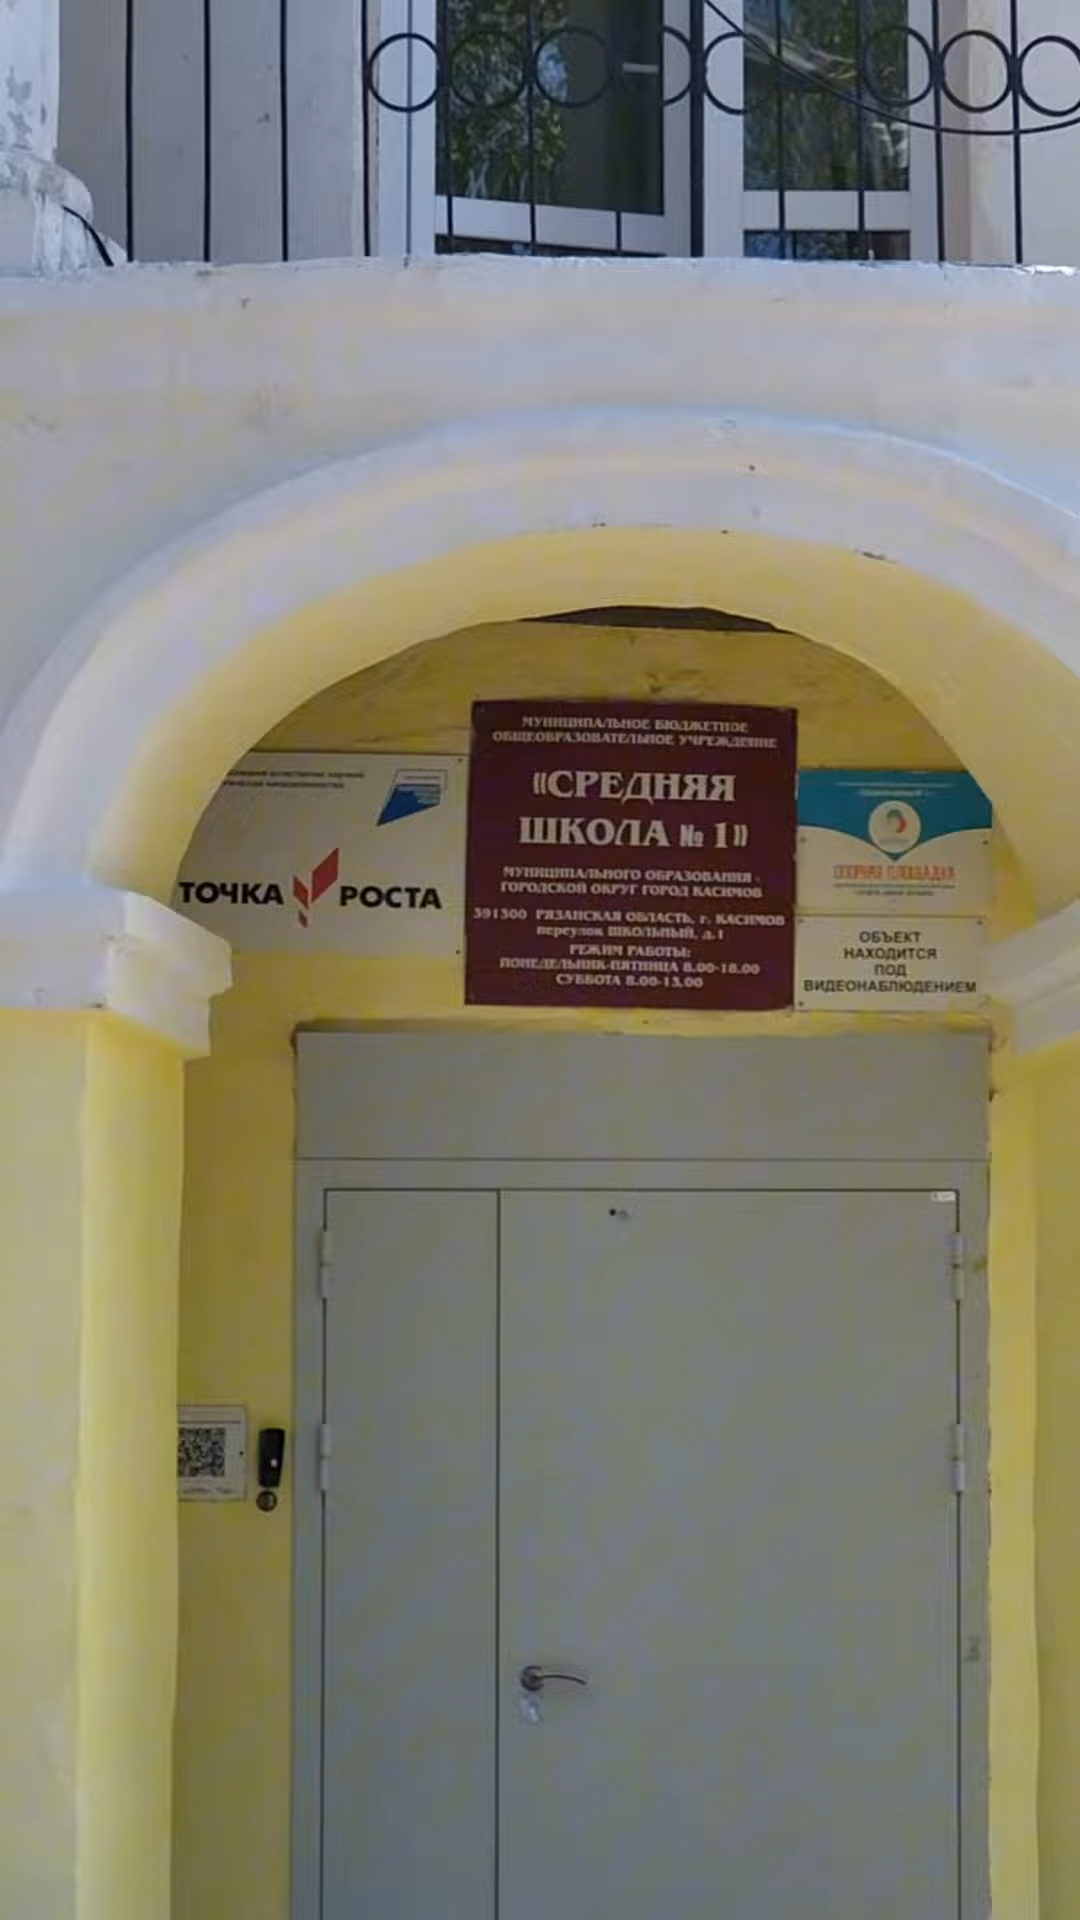 ТОЧКА РОСТА
МУНИЦИПАЛЬНОЕ БЮДЖЕТНОЕ
ОБЩЕОБРАЗОВАТЕЛЬНОЕ УЧРЕЖДЕНИЕ
«СРЕДНЯЯ
ШКОЛА № 1»
МУНИЦИПАЛЬНОГО ОБРАЗОВАНИЯ -
ГОРОДСКОЙ ОКРУГ ГОРОД КАСИМОВ
391300 РЯЗАНСКАЯ ОБЛАСТЬ, г. КАСИМОВ
переулок ШКОЛЬНЫЙ, д.1
РЕЖИМ РАБОТЫ:
ПОНЕДЕЛЬНИК-ПЯТНИЦА 8.00-18.00
СУББОТА 8.00-13.00
ОПОРНАЯ ПЛОЩАДКА
ОБЪЕКТ
НАХОДИТСЯ
ПОД
ВИДЕОНАБЛЮДЕНИЕМ